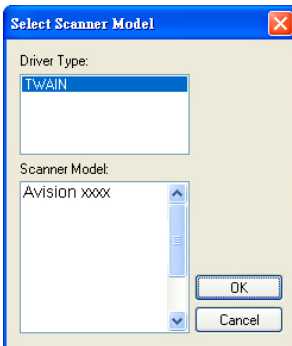 Select Scanner Model
Driver Type:
TWAIN
Scanner Model:
Avision xxxx
OK
Cancel